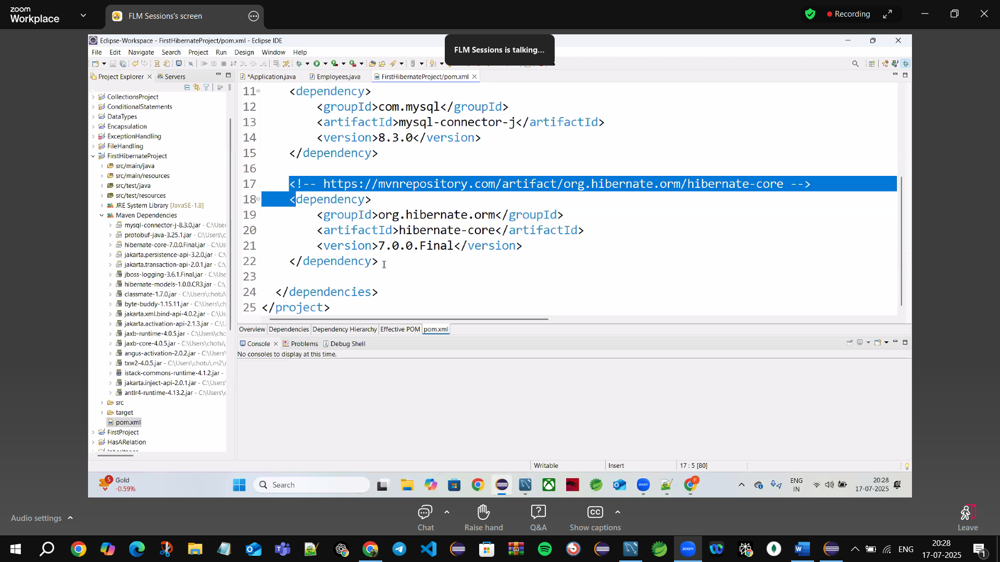 zoom
Workplace
FLM Sessions's screen
Recording
Eclipse-Workspace - FirstHibernateProject/pom.xml - Eclipse IDE
FLM Sessions is talking...
File Edit Navigate Search Project Run Design Window Help
Project Explorer
Servers
*Application.java
Employees.java
FirstHibernateProject/pom.xml
CollectionsProject
ConditionalStatements
DataTypes
Encapsulation
ExceptionHandling
FileHandling
FirstHibernateProject
src/main/java
src/main/resources
src/test/java
src/test/resources
JRE System Library [JavaSE-1.8]
Maven Dependencies
mysql-connector-j-8.3.0.jar - C:\User
protobuf-java-3.25.1.jar - C:\Users\c
hibernate-core-7.0.0.Final.jar - C:\Us
jakarta.persistence-api-3.2.0.jar - C:\
jakarta.transaction-api-2.0.1.jar - C:\
jboss-logging-3.6.1.Final.jar - C:\Use
hibernate-models-1.0.0.CR3.jar - C:\
classmate-1.7.0.jar - C:\Users\chotu\
byte-buddy-1.15.11.jar - C:\Users\ch
jakarta.xml.bind-api-4.0.2.jar - C:\Us
jakarta.activation-api-2.1.3.jar - C:\U
jaxb-runtime-4.0.5.jar - C:\Users\chc
jaxb-core-4.0.5.jar - C:\Users\chotu\
angus-activation-2.0.2.jar - C:\Users
txw2-4.0.5.jar - C:\Users\chotu\.m2\
istack-commons-runtime-4.1.2.jar -
jakarta.inject-api-2.0.1.jar - C:\Users\
antlr4-runtime-4.13.2.jar - C:\Users\
src
target
pom.xml
FirstProject
HasARelation
11 <dependency>
12 <groupId>com.mysql</groupId>
13 <artifactId>mysql-connector-j</artifactId>
14 <version>8.3.0</version>
15 </dependency>
16
17 <!-- https://mvnrepository.com/artifact/org.hibernate.orm/hibernate-core -->
18 <dependency>
19 <groupId>org.hibernate.orm</groupId>
20 <artifactId>hibernate-core</artifactId>
21 <version>7.0.0.Final</version>
22 </dependency>
23
24 </dependencies>
25 </project>
Overview Dependencies Dependency Hierarchy Effective POM pom.xml
Console Problems Debug Shell
No consoles to display at this time.
Writable Insert 17 : 5 [80]
5
Gold
-0.59%
Search
zoom
F
ENG
IN
20:28
17-07-2025
Audio settings
Chat
Raise hand
Q&A
CC
Show captions
Leave
zoom
ENG
20:28
17-07-2025
1